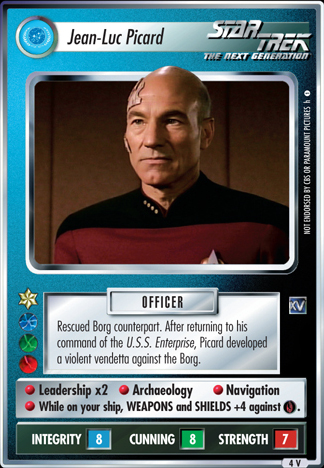 Jean-Luc Picard
STAR TREK
THE NEXT GENERATION
NOT ENDORSED BY CBS OR PARAMOUNT PICTURES
OFFICER
Rescued Borg counterpart. After returning to
his command of the U.S.S. Enterprise, Picard developed
a violent vendetta against the Borg.
KV
Leadership x2 Archaeology Navigation
While on your ship, WEAPONS and SHIELDS +4 against .
INTEGRITY 8 CUNNING 8 STRENGTH 7
4 V